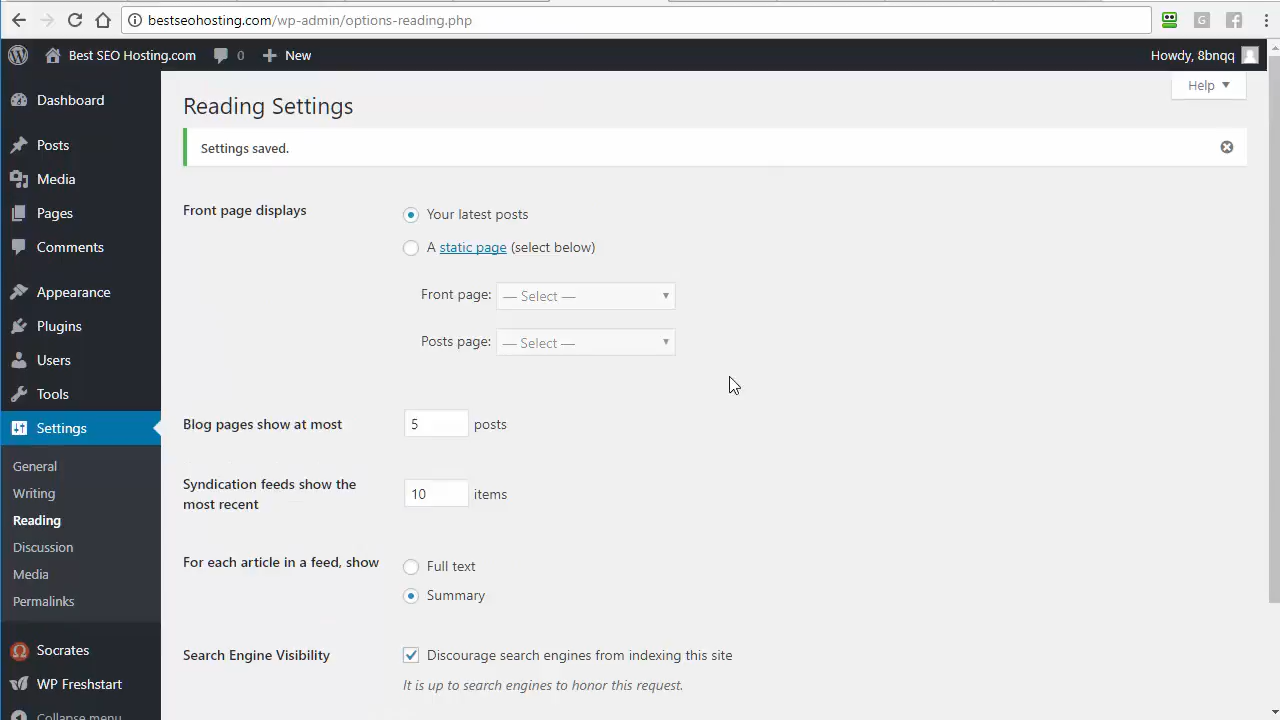 bestseohosting.com/wp-admin/options-reading.php
G
Best SEO Hosting.com 0 New Howdy, 8bnqq
Help
Dashboard
Posts
Media
Pages
Comments
Appearance
Plugins
Users
Tools
Settings
General
Writing
Reading
Discussion
Media
Permalinks
Socrates
WP Freshstart
Collapse menu
Reading Settings
Settings saved.
Front page displays
Your latest posts
A static page (select below)
Front page: — Select —
Posts page: — Select —
Blog pages show at most 5 posts
Syndication feeds show the
most recent
10 items
For each article in a feed, show
Full text
Summary
Search Engine Visibility
Discourage search engines from indexing this site
It is up to search engines to honor this request.